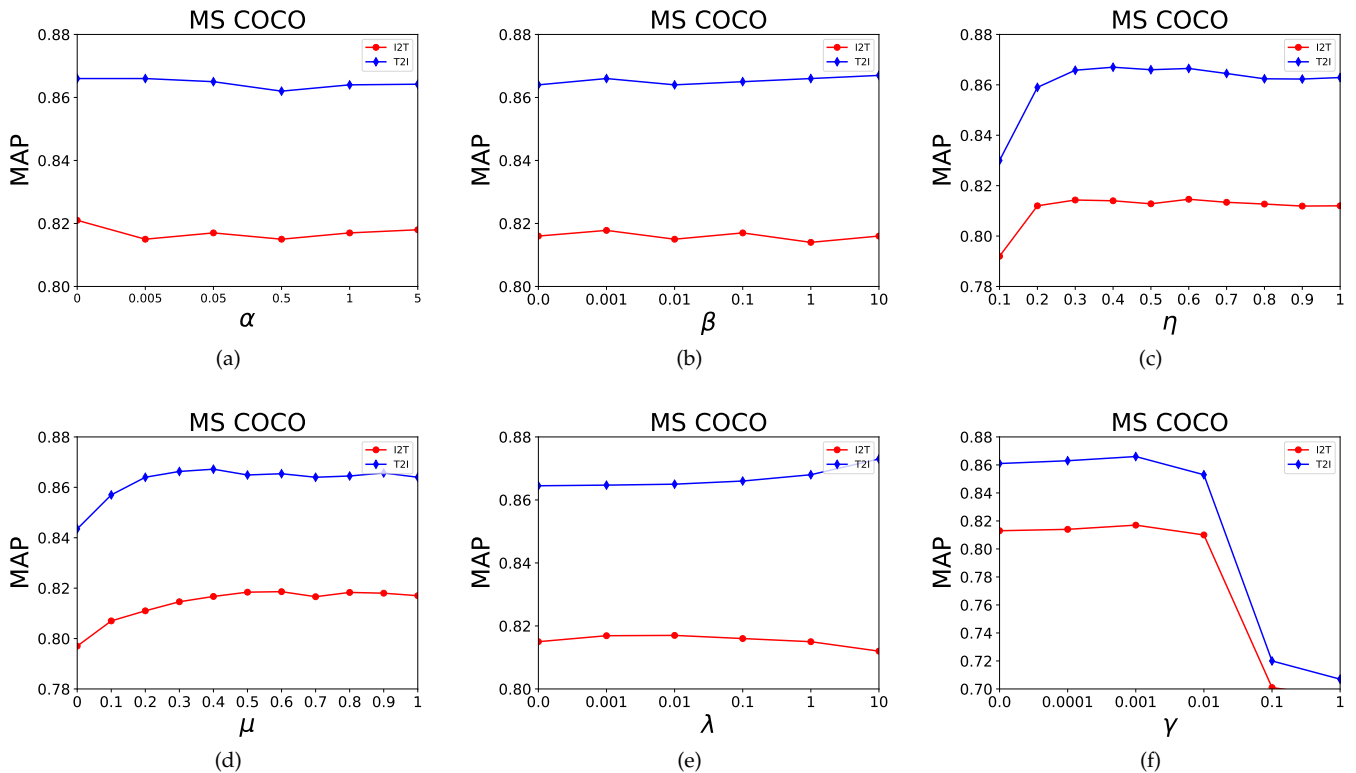 MS COCO
0.88
0.86
0.84
0.82
0.80
MAP
I2T
T2I
0 0.005 0.05 0.5 1 5
α
(a)
MS COCO
0.88
0.86
0.84
0.82
0.80
MAP
I2T
T2I
0.0 0.001 0.01 0.1 1 10
β
(b)
MS COCO
0.88
0.86
0.84
0.82
0.80
0.78
MAP
I2T
T2I
0.1 0.2 0.3 0.4 0.5 0.6 0.7 0.8 0.9 1
η
(c)
MS COCO
0.88
0.86
0.84
0.82
0.80
0.78
MAP
I2T
T2I
0 0.1 0.2 0.3 0.4 0.5 0.6 0.7 0.8 0.9 1
μ
(d)
MS COCO
0.88
0.86
0.84
0.82
0.80
MAP
I2T
T2I
0.0 0.001 0.01 0.1 1 10
λ
(e)
MS COCO
0.88
0.86
0.84
0.82
0.80
0.78
0.76
0.74
0.72
0.70
MAP
I2T
T2I
0.0 0.0001 0.001 0.01 0.1 1
γ
(f)